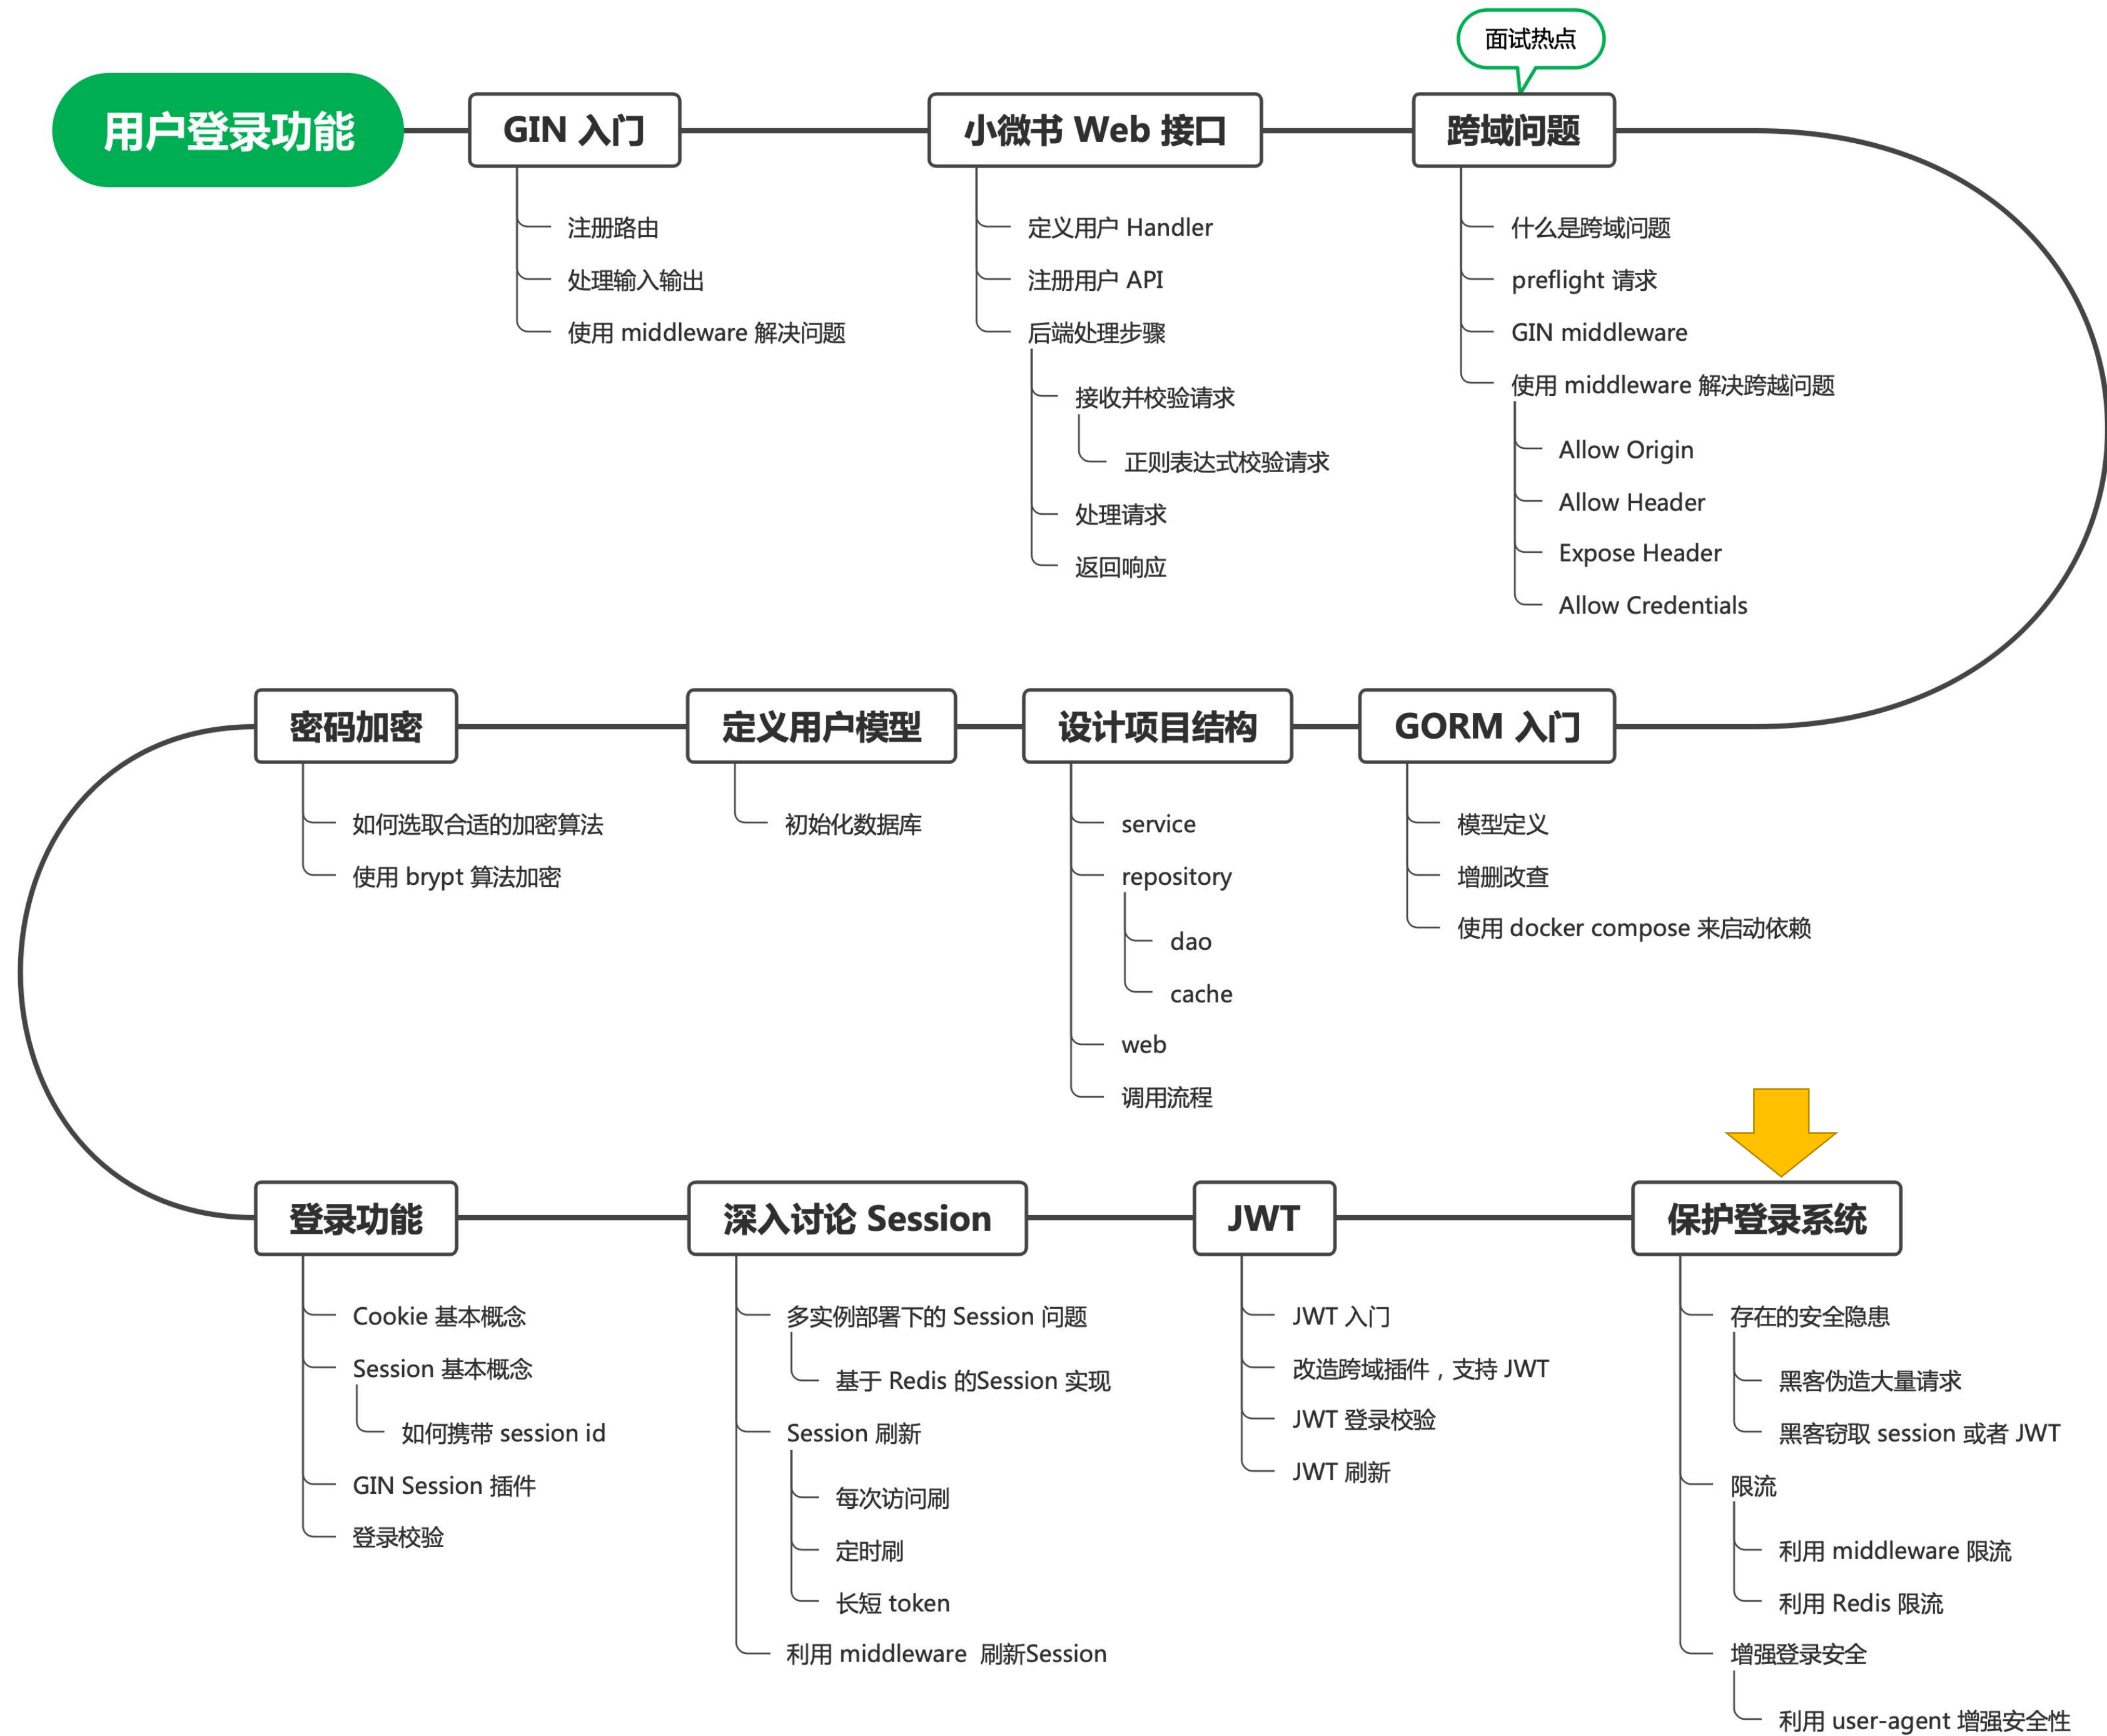 面试热点
用户登录功能
GIN 入门
注册路由
处理输入输出
使用 middleware 解决问题
小微书 Web 接口
定义用户 Handler
注册用户 API
后端处理步骤
接收并校验请求
正则表达式校验请求
处理请求
返回响应
跨域问题
什么是跨域问题
preflight 请求
GIN middleware
使用 middleware 解决跨越问题
Allow Origin
Allow Header
Expose Header
Allow Credentials
GORM 入门
模型定义
增删改查
使用 docker compose 来启动依赖
设计项目结构
service
repository
dao
cache
web
调用流程
定义用户模型
初始化数据库
密码加密
如何选取合适的加密算法
使用 brypt 算法加密
登录功能
Cookie 基本概念
Session 基本概念
如何携带 session id
GIN Session 插件
登录校验
深入讨论 Session
多实例部署下的 Session 问题
基于 Redis 的Session 实现
Session 刷新
每次访问刷
定时刷
长短 token
利用 middleware  刷新Session
JWT
JWT 入门
改造跨域插件，支持 JWT
JWT 登录校验
JWT 刷新
保护登录系统
存在的安全隐患
黑客伪造大量请求
黑客窃取 session 或者 JWT
限流
利用 middleware 限流
利用 Redis 限流
增强登录安全
利用 user-agent 增强安全性